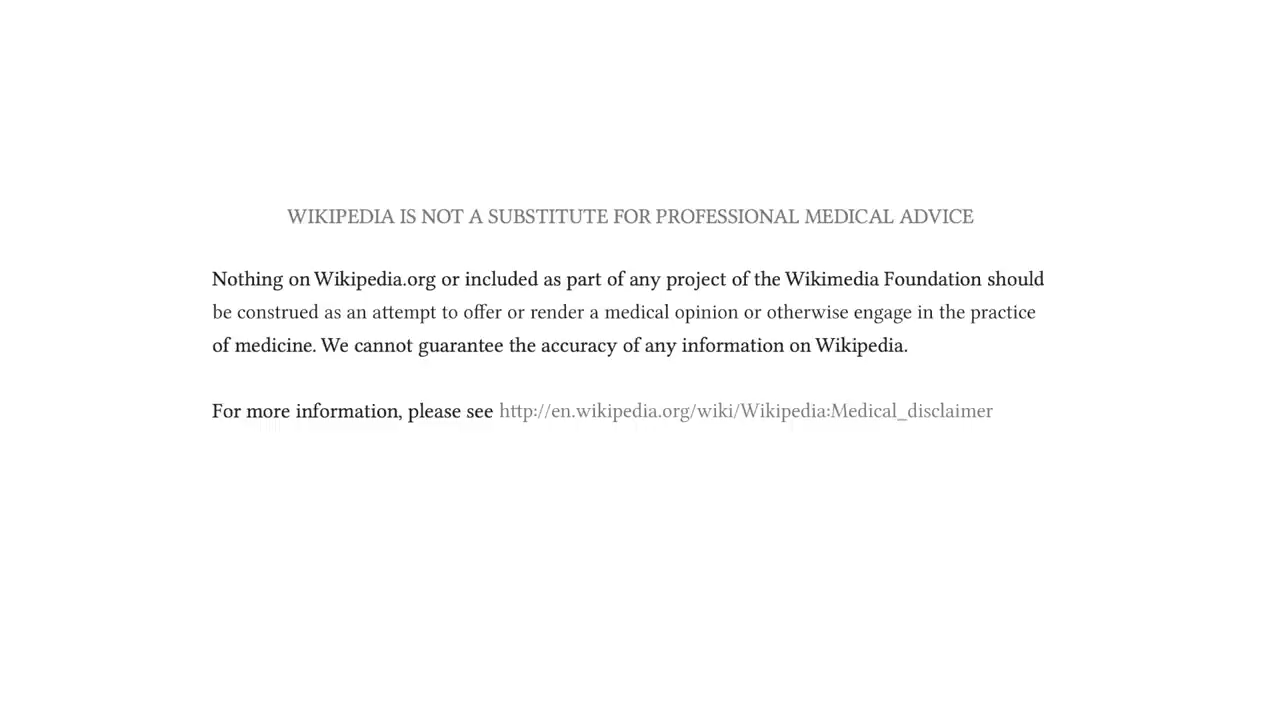 WIKIPEDIA IS NOT A SUBSTITUTE FOR PROFESSIONAL MEDICAL ADVICE
Nothing on Wikipedia.org or included as part of any project of the Wikimedia Foundation should
be construed as an attempt to offer or render a medical opinion or otherwise engage in the practice
of medicine. We cannot guarantee the accuracy of any information on Wikipedia.
For more information, please see http://en.wikipedia.org/wiki/Wikipedia:Medical_disclaimer